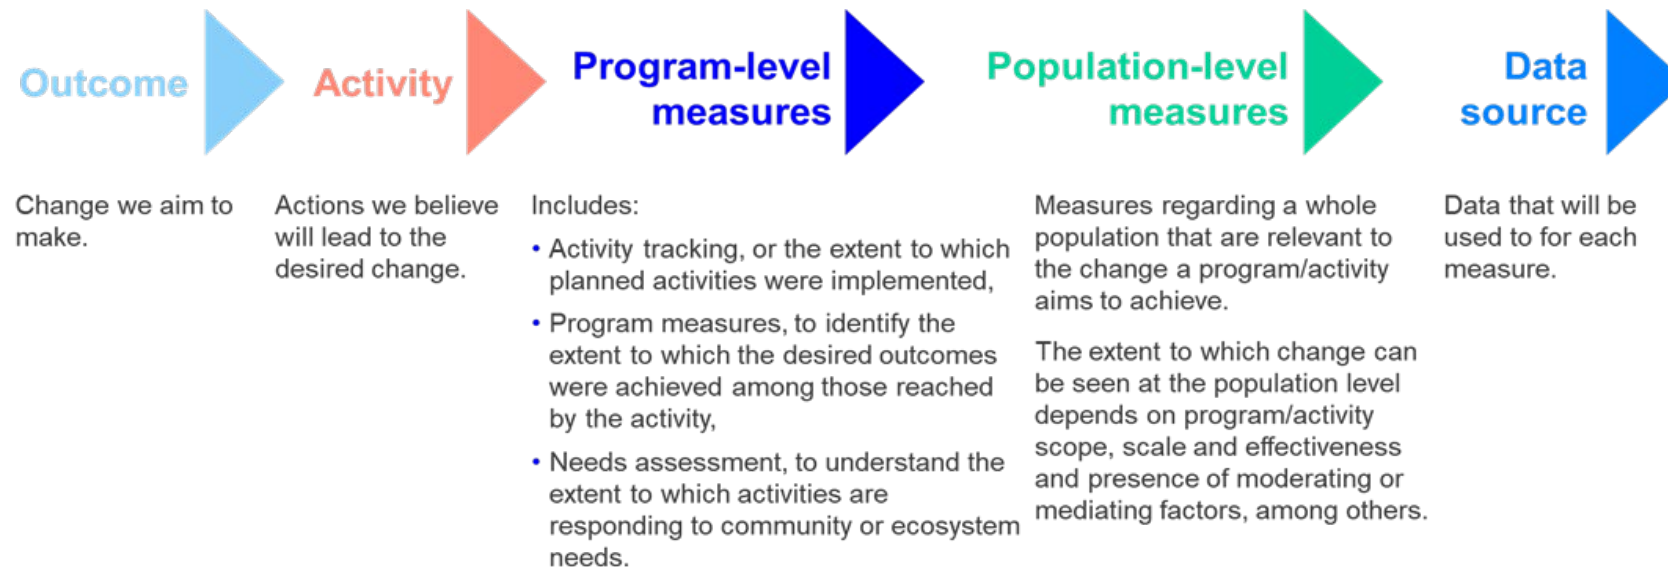 Outcome
Activity
Program-level
measures
Population-level
measures
Data
source
Change we aim to
make.
Actions we believe
will lead to the
desired change.
Includes:
• Activity tracking, or the extent to which
planned activities were implemented,
• Program measures, to identify the
extent to which the desired outcomes
were achieved among those reached
by the activity,
• Needs assessment, to understand the
extent to which activities are
responding to community or ecosystem
needs.
Measures regarding a whole
population that are relevant to
the change a program/activity
aims to achieve.
The extent to which change can
be seen at the population level
depends on program/activity
scope, scale and effectiveness
and presence of moderating or
mediating factors, among others.
Data that will be
used to for each
measure.